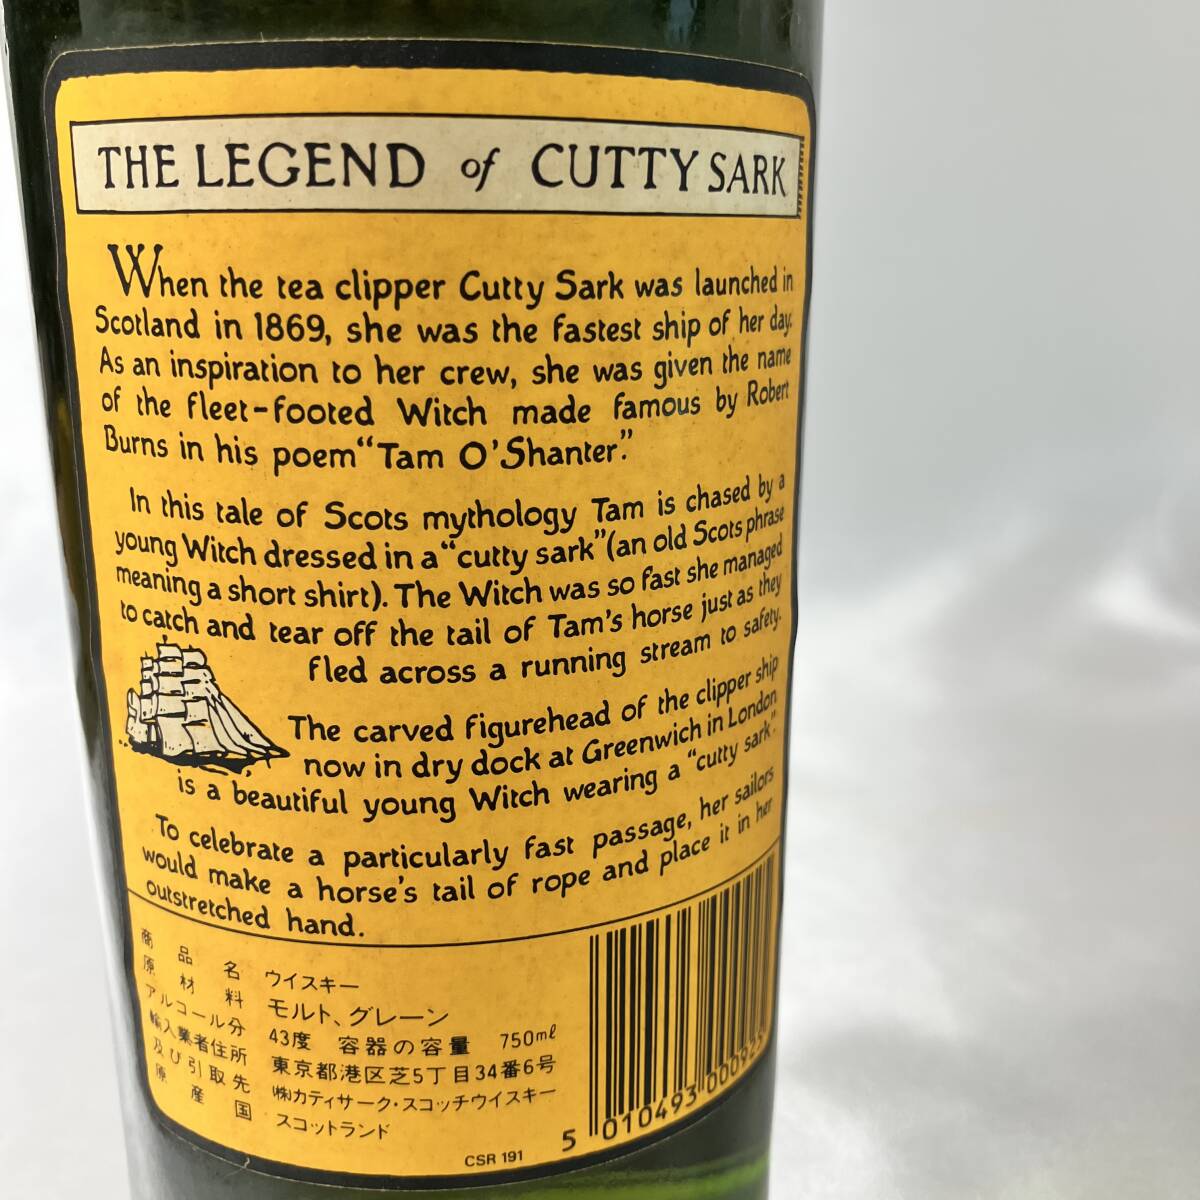 THE LEGEND of CUTTY SARK
When the tea clipper Cutty Sark was launched in
Scotland in 1869, she was the fastest ship of her day.
As an inspiration to her crew, she was given the name
of the fleet-footed Witch made famous by Robert
Burns in his poem “Tam O'Shanter.”
In this tale of Scots mythology Tam is chased by a
young Witch dressed in a “cutty sark” (an old Scots phrase
meaning a short shirt). The Witch was so fast she managed
to catch and tear off the tail of Tam's horse just as they
fled across a running stream to safety.
The carved figurehead of the clipper ship
now in dry dock at Greenwich in London
is a beautiful young Witch wearing a “cutty sark”.
To celebrate a particularly fast passage, her sailors
would make a horse's tail of rope and place it in her
outstretched hand.
商品名 ウイスキー
原材料 モルト、グレーン
アルコール分 43度 容器の容量 750mℓ
輸入業者住所 東京都港区芝5丁目34番6号
及び引取先 ㈱カティサーク・スコッチウイスキー
原産国 スコットランド
CSR 191
5 010493 000925